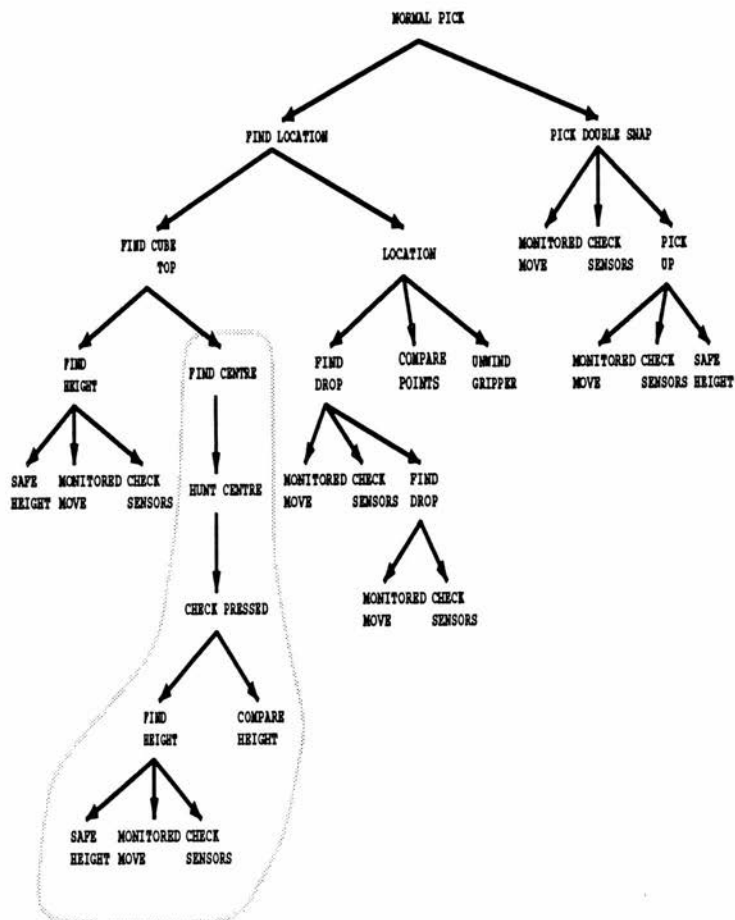 NORMAL PICK
FIND LOCATION
PICK DOUBLE SNAP
FIND CUBE
TOP
LOCATION
MONITORED
MOVE
CHECK
SENSORS
PICK
UP
FIND
HEIGHT
FIND CENTRE
FIND
DROP
COMPARE
POINTS
UNWIND
GRIPPER
MONITORED
MOVE
CHECK
SENSORS
SAFE
HEIGHT
SAFE
HEIGHT
MONITORED
MOVE
CHECK
SENSORS
HUNT CENTRE
MONITORED
MOVE
CHECK
SENSORS
FIND
DROP
CHECK PRESSED
MONITORED
MOVE
CHECK
SENSORS
FIND
HEIGHT
COMPARE
HEIGHT
SAFE
HEIGHT
MONITORED
MOVE
CHECK
SENSORS